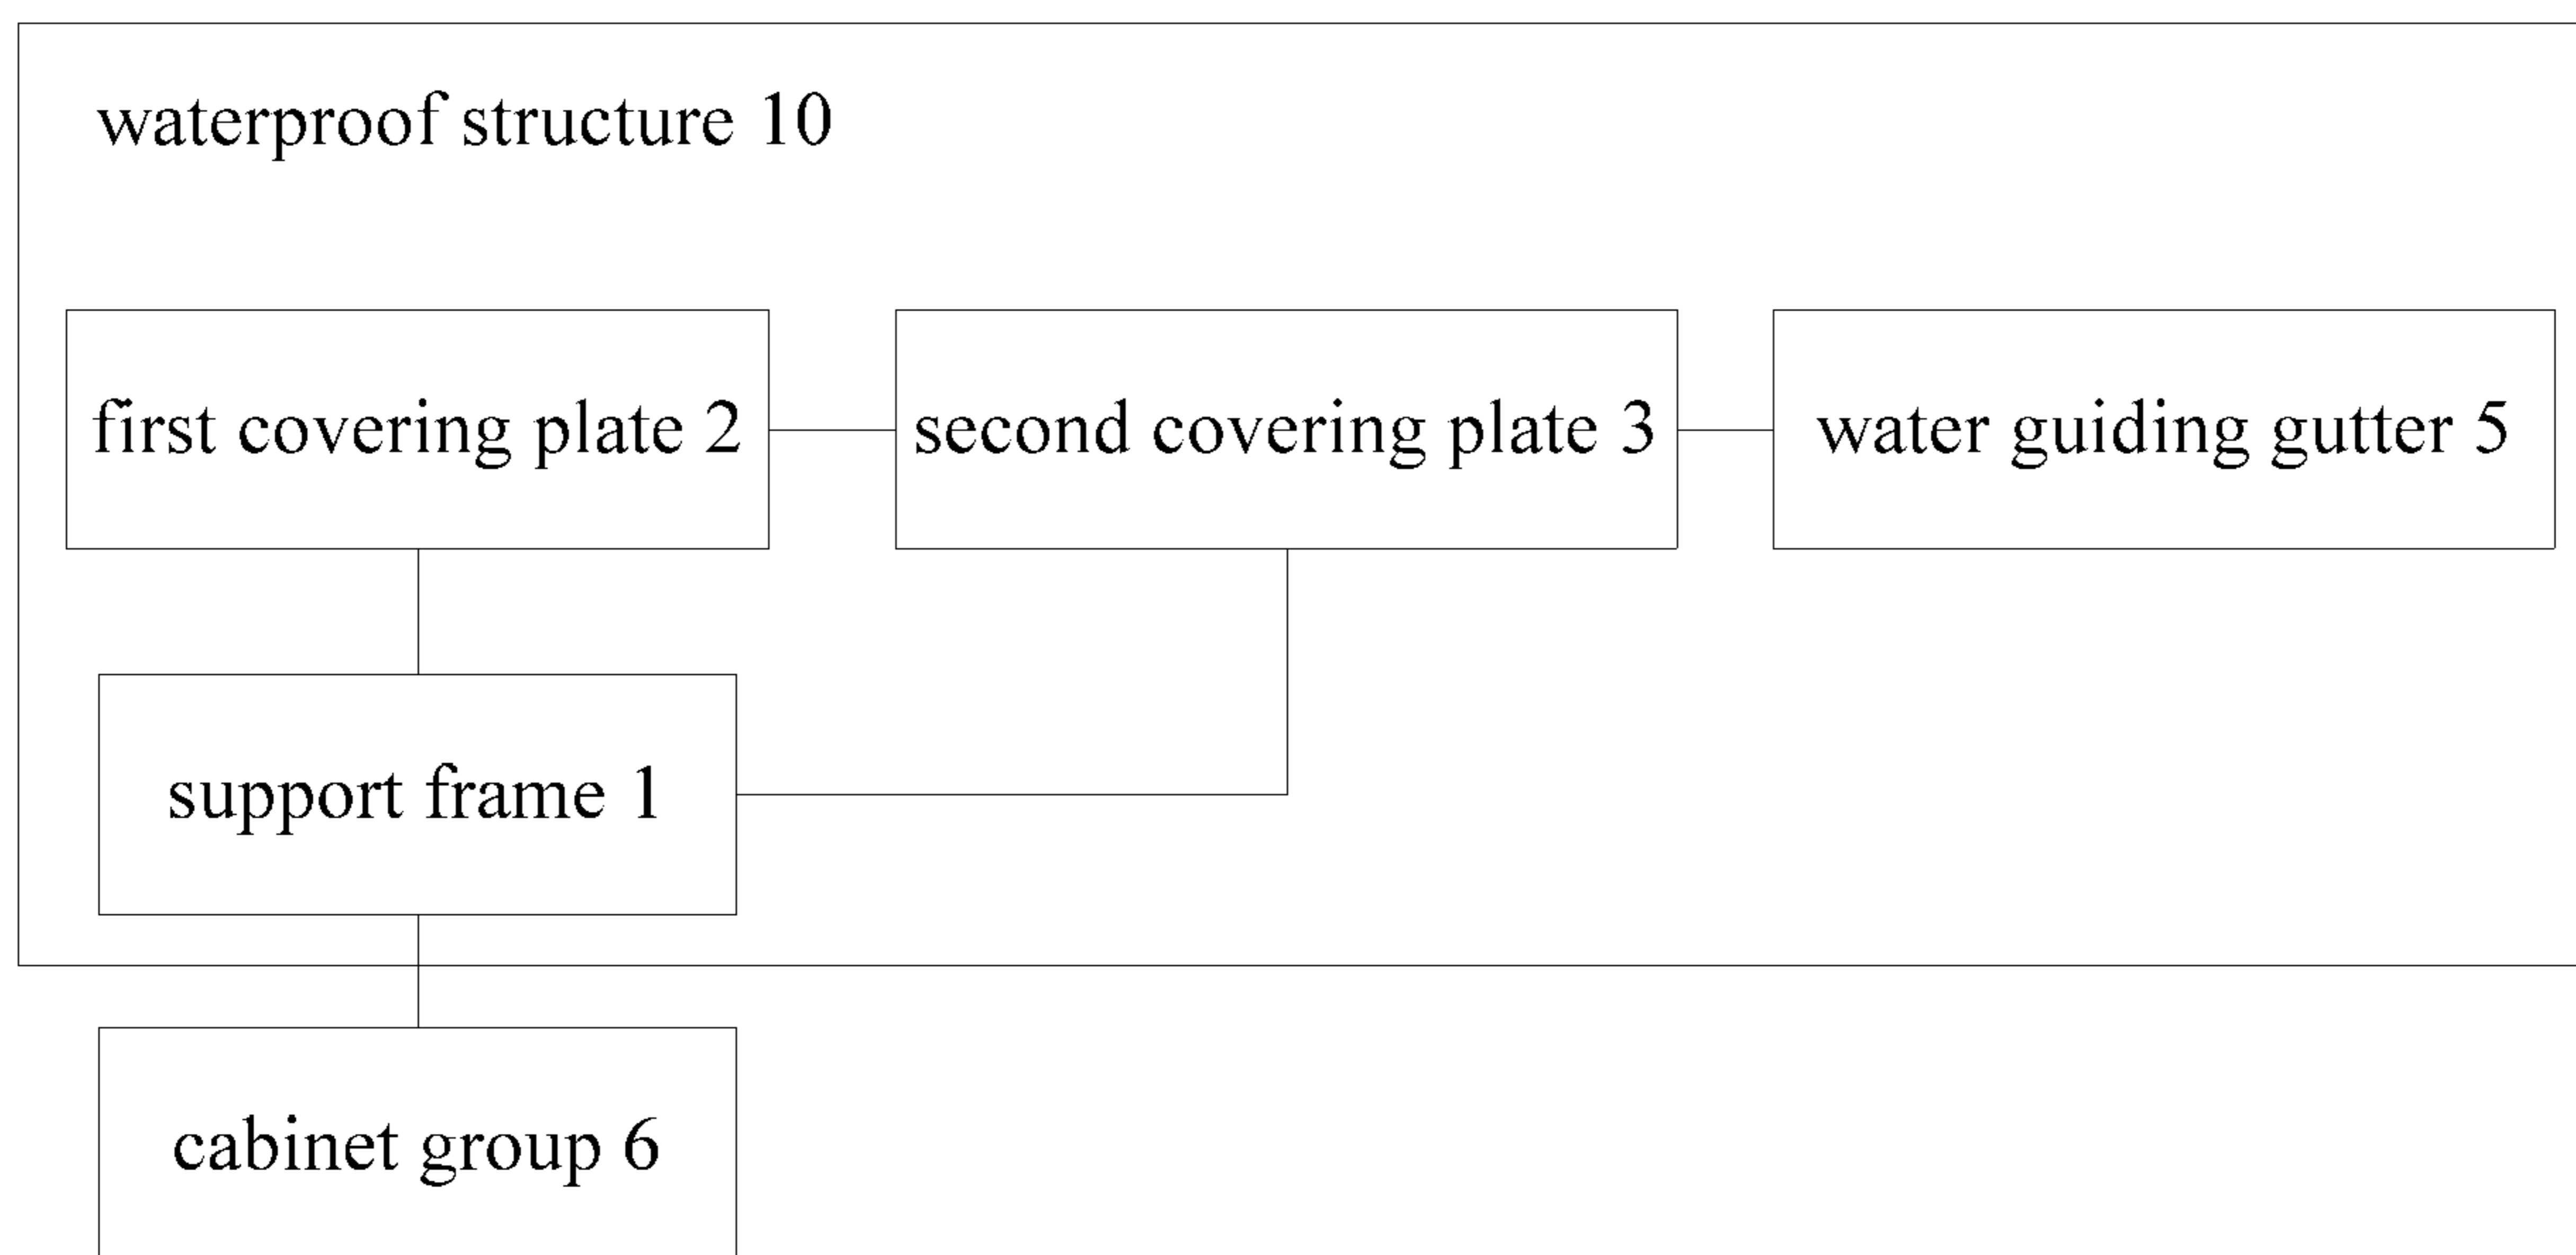 waterproof structure 10
first covering plate 2
second covering plate 3
water guiding gutter 5
support frame 1
cabinet group 6